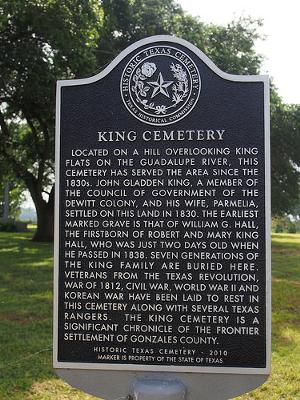 HISTORIC TEXAS CEMETERY
TEXAS HISTORICAL COMMISSION
KING CEMETERY
LOCATED ON A HILL OVERLOOKING KING
FLATS ON THE GUADALUPE RIVER, THIS
CEMETERY HAS SERVED THE AREA SINCE THE
1830s. JOHN GLADDEN KING, A MEMBER OF
THE COUNCIL OF GOVERNMENT OF THE
DEWITT COLONY, AND HIS WIFE, PARMELIA,
SETTLED ON THIS LAND IN 1830. THE EARLIEST
MARKED GRAVE IS THAT OF WILLIAM G. HALL,
THE FIRSTBORN OF ROBERT AND MARY KING
HALL, WHO WAS JUST TWO DAYS OLD WHEN
HE PASSED IN 1838. SEVEN GENERATIONS OF
THE KING FAMILY ARE BURIED HERE.
VETERANS FROM THE TEXAS REVOLUTION,
WAR OF 1812, CIVIL WAR, WORLD WAR II AND
KOREAN WAR HAVE BEEN LAID TO REST IN
THIS CEMETERY ALONG WITH SEVERAL TEXAS
RANGERS. THE KING CEMETERY IS A
SIGNIFICANT CHRONICLE OF THE FRONTIER
SETTLEMENT OF GONZALES COUNTY.
HISTORIC TEXAS CEMETERY - 2010
MARKER IS PROPERTY OF THE STATE OF TEXAS